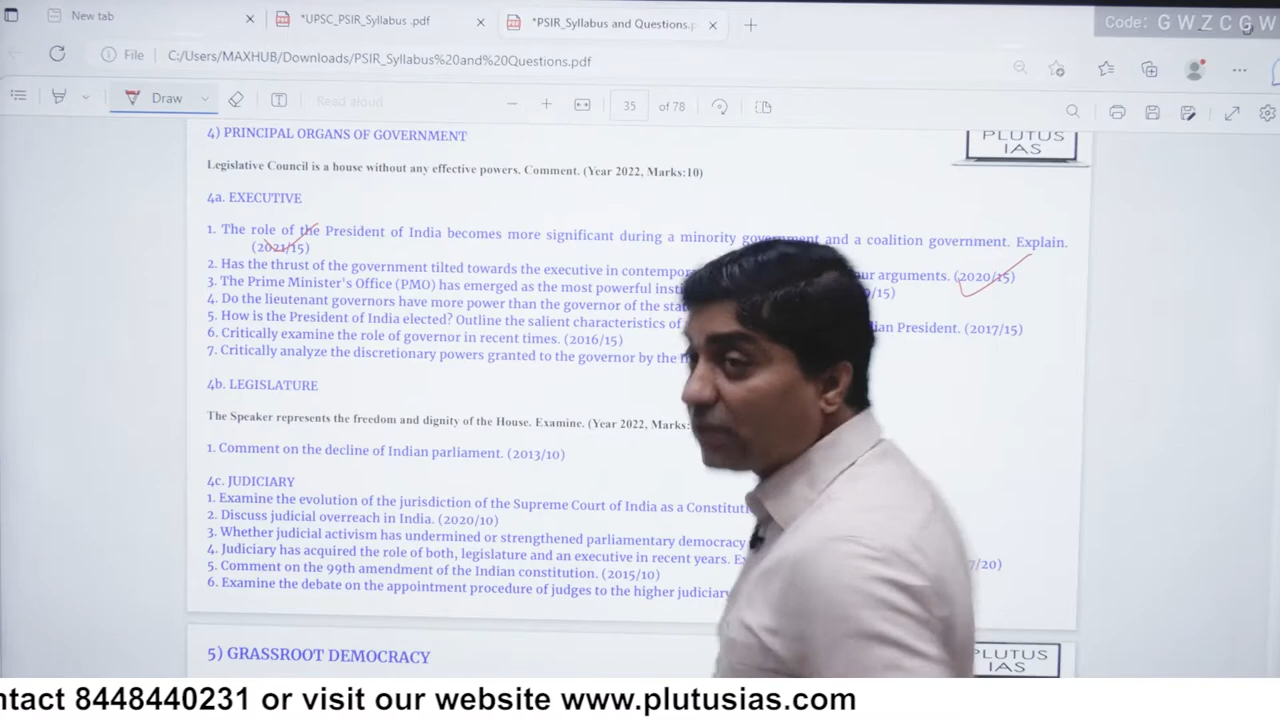 Code: G W Z C G W
New tab
*UPSC_PSIR_Syllabus .pdf
*PSIR_Syllabus and Questions.p
File C:/Users/MAXHUB/Downloads/PSIR_Syllabus%20and%20Questions.pdf
Draw Read aloud 35 of 78
4) PRINCIPAL ORGANS OF GOVERNMENT
PLUTUS
IAS
Legislative Council is a house without any effective powers. Comment. (Year 2022, Marks:10)
4a. EXECUTIVE
1. The role of the President of India becomes more significant during a minority government and a coalition government. Explain.
(2021/15)
2. Has the thrust of the government tilted towards the executive in arguments. (2020/15)
3. The Prime Minister's Office (PMO) has emerged as the most powerful /15)
4. Do the lieutenant governors have more power than the governor of the
5. How is the President of India elected? Outline the salient characteristics of President. (2017/15)
6. Critically examine the role of governor in recent times. (2016/15)
7. Critically analyze the discretionary powers granted to the governor by the
4b. LEGISLATURE
The Speaker represents the freedom and dignity of the House. Examine. (Year 2022, Marks:
1. Comment on the decline of Indian parliament. (2013/10)
4c. JUDICIARY
1. Examine the evolution of the jurisdiction of the Supreme Court of India as a
2. Discuss judicial overreach in India. (2020/10)
3. Whether judicial activism has undermined or strengthened parliamentary democracy
4. Judiciary has acquired the role of both, legislature and an executive in recent years. 7/20)
5. Comment on the 99th amendment of the Indian constitution. (2015/10)
6. Examine the debate on the appointment procedure of judges to the higher
5) GRASSROOT DEMOCRACY
PLUTUS
IAS
ntact 8448440231 or visit our website www.plutusias.com